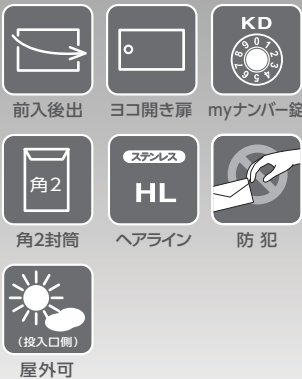 前入後出
ヨコ開き扉
KD
9 0 1 2 3 4 5 6 7 8
myナンバー錠
角2
角2封筒
ステンレス
HL
ヘアライン
防 犯
(投入口側)
屋外可